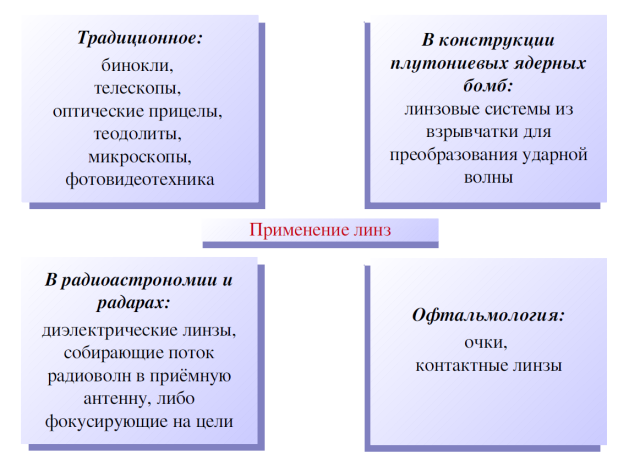 Традиционное:
бинокли,
телескопы,
оптические прицелы,
теодолиты,
микроскопы,
фотовидеотехника
В конструкции
плутониевых ядерных
бомб:
линзовые системы из
взрывчатки для
преобразования ударной
волны
Применение линз
В радиоастрономии и
радарах:
диэлектрические линзы,
собирающие поток
радиоволн в приёмную
антенну, либо
фокусирующие на цели
Офтальмология:
очки,
контактные линзы